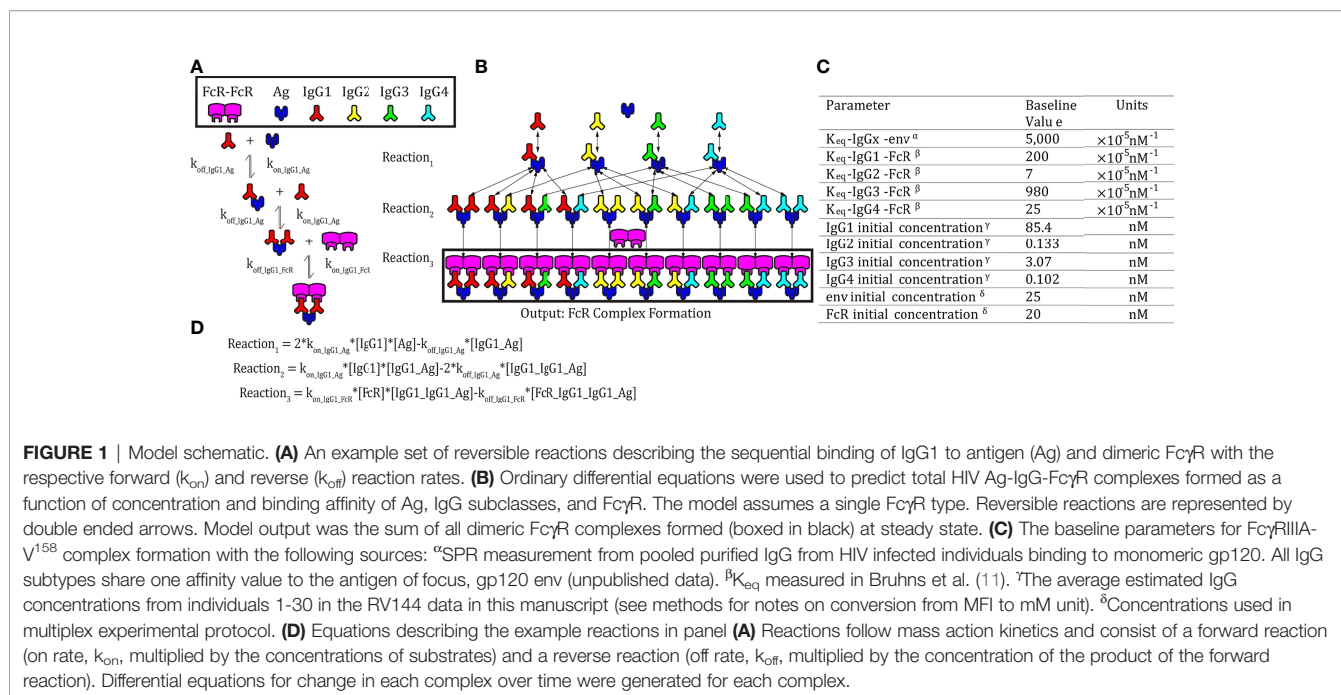 A
FcR-FcR Ag IgG1 IgG2 IgG3 IgG4
+
koff_IgG1_Ag kon_IgG1_Ag
+
koff_IgG1_Ag kon_IgG1_Ag
+
koff_IgG1_FcR kon_IgG1_FcR
B
Reaction1
Reaction2
Reaction3
Output: FcR Complex Formation
C
Parameter Baseline Valu e Units
Keq-IgGx -env α 5,000 ×10-5nM-1
Keq-IgG1 -FcR β 200 ×10-5nM-1
Keq-IgG2 -FcR β 7 ×10-5nM-1
Keq-IgG3 -FcR β 980 ×10-5nM-1
Keq-IgG4 -FcR β 25 ×10-5nM-1
IgG1 initial concentration γ 85.4 nM
IgG2 initial concentration γ 0.133 nM
IgG3 initial concentration γ 3.07 nM
IgG4 initial concentration γ 0.102 nM
env initial concentration δ 25 nM
FcR initial concentration δ 20 nM
D
Reaction1 = 2*kon_IgG1_Ag*[IgG1]*[Ag]-koff_IgG1_Ag*[IgG1_Ag]
Reaction2 = kon_IgG1_Ag*[IgG1]*[IgG1_Ag]-2*koff_IgG1_Ag*[IgG1_IgG1_Ag]
Reaction3 = kon_IgG1_FcR*[FcR]*[IgG1_IgG1_Ag]-koff_IgG1_FcR*[FcR_IgG1_IgG1_Ag]
FIGURE 1 | Model schematic. (A) An example set of reversible reactions describing the sequential binding of IgG1 to antigen (Ag) and dimeric FcγR with the
respective forward (kon) and reverse (koff) reaction rates. (B) Ordinary differential equations were used to predict total HIV Ag-IgG-FcγR complexes formed as a
function of concentration and binding affinity of Ag, IgG subclasses, and FcγR. The model assumes a single FcγR type. Reversible reactions are represented by
double ended arrows. Model output was the sum of all dimeric FcγR complexes formed (boxed in black) at steady state. (C) The baseline parameters for FcγRIIIA-
V158 complex formation with the following sources: αSPR measurement from pooled purified IgG from HIV infected individuals binding to monomeric gp120. All IgG
subtypes share one affinity value to the antigen of focus, gp120 env (unpublished data). βKeq measured in Bruhns et al. (11). γThe average estimated IgG
concentrations from individuals 1-30 in the RV144 data in this manuscript (see methods for notes on conversion from MFI to mM unit). δConcentrations used in
multiplex experimental protocol. (D) Equations describing the example reactions in panel (A) Reactions follow mass action kinetics and consist of a forward reaction
(on rate, kon, multiplied by the concentrations of substrates) and a reverse reaction (off rate, koff, multiplied by the concentration of the product of the forward
reaction). Differential equations for change in each complex over time were generated for each complex.